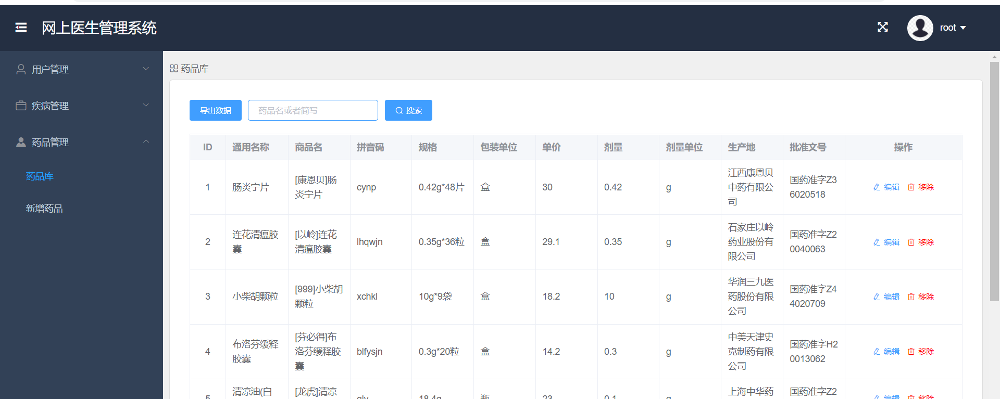 网上医生管理系统
root
用户管理
疾病管理
药品管理
药品库
新增药品
药品库
导出数据
药品名或者简写
搜索
ID 通用名称 商品名 拼音码 规格 包装单位 单价 剂量 剂量单位 生产地 批准文号 操作
1 肠炎宁片 [康恩贝]肠炎宁片 cynp 0.42g*48片 盒 30 0.42 g 江西康恩贝中药有限公司 国药准字Z36020518 编辑 移除
2 连花清瘟胶囊 [以岭]连花清瘟胶囊 lhqwjn 0.35g*36粒 盒 29.1 0.35 g 石家庄以岭药业股份有限公司 国药准字Z20040063 编辑 移除
3 小柴胡颗粒 [999]小柴胡颗粒 xchkl 10g*9袋 盒 18.2 10 g 华润三九医药股份有限公司 国药准字Z44020709 编辑 移除
4 布洛芬缓释胶囊 [芬必得]布洛芬缓释胶囊 blfysjn 0.3g*20粒 盒 14.2 0.3 g 中美天津史克制药有限公司 国药准字H20013062 编辑 移除
5 清凉油(白 [龙虎]清凉 qly 18.4g 瓶 23 0.1 g 上海中华药 国药准字Z2 编辑 移除